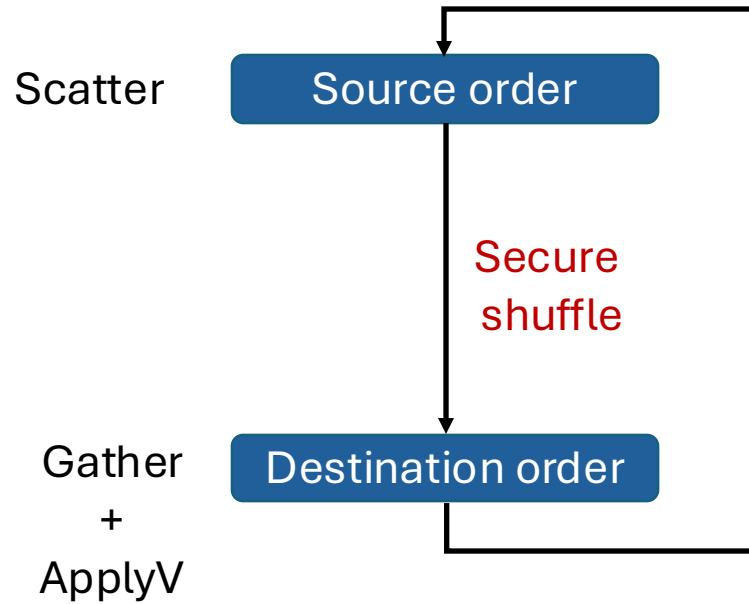 Scatter
Source order
Secure
shuffle
Gather
+
ApplyV
Destination order